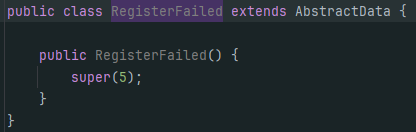 public class RegisterFailed extends AbstractData {
public RegisterFailed() {
super(5);
}
}